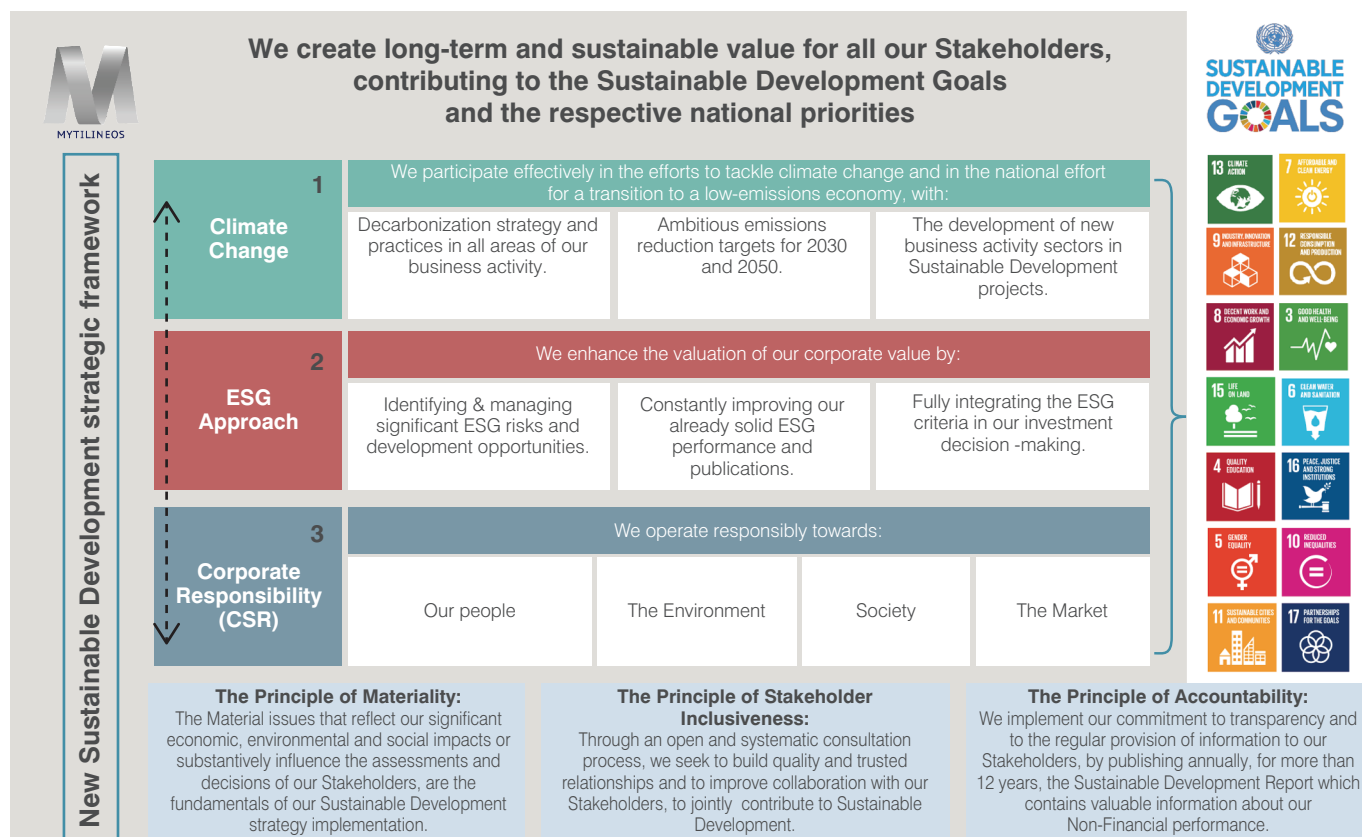 We create long-term and sustainable value for all our Stakeholders,
contributing to the Sustainable Development Goals
and the respective national priorities
MYTILINEOS
New Sustainable Development strategic framework
1
Climate
Change
We participate effectively in the efforts to tackle climate change and in the national effort
for a transition to a low-emissions economy, with:
Decarbonization strategy and
practices in all areas of our
business activity.
Ambitious emissions
reduction targets for 2030
and 2050.
The development of new
business activity sectors in
Sustainable Development
projects.
2
ESG
Approach
We enhance the valuation of our corporate value by:
Identifying & managing
significant ESG risks and
development opportunities.
Constantly improving our
already solid ESG
performance and
publications.
Fully integrating the ESG
criteria in our investment
decision -making.
3
Corporate
Responsibility
(CSR)
We operate responsibly towards:
Our people
The Environment
Society
The Market
The Principle of Materiality:
The Material issues that reflect our significant
economic, environmental and social impacts or
substantively influence the assessments and
decisions of our Stakeholders, are the
fundamentals of our Sustainable Development
strategy implementation.
The Principle of Stakeholder
Inclusiveness:
Through an open and systematic consultation
process, we seek to build quality and trusted
relationships and to improve collaboration with our
Stakeholders, to jointly contribute to Sustainable
Development.
The Principle of Accountability:
We implement our commitment to transparency and
to the regular provision of information to our
Stakeholders, by publishing annually, for more than
12 years, the Sustainable Development Report which
contains valuable information about our
Non-Financial performance.
SUSTAINABLE
DEVELOPMENT
GOALS
13 CLIMATE
ACTION
7 AFFORDABLE AND
CLEAN ENERGY
9 INDUSTRY, INNOVATION
AND INFRASTRUCTURE
12 RESPONSIBLE
CONSUMPTION
AND PRODUCTION
8 DECENT WORK AND
ECONOMIC GROWTH
3 GOOD HEALTH
AND WELL-BEING
15 LIFE
ON LAND
6 CLEAN WATER
AND SANITATION
4 QUALITY
EDUCATION
16 PEACE, JUSTICE
AND STRONG
INSTITUTIONS
5 GENDER
EQUALITY
10 REDUCED
INEQUALITIES
11 SUSTAINABLE CITIES
AND COMMUNITIES
17 PARTNERSHIPS
FOR THE GOALS